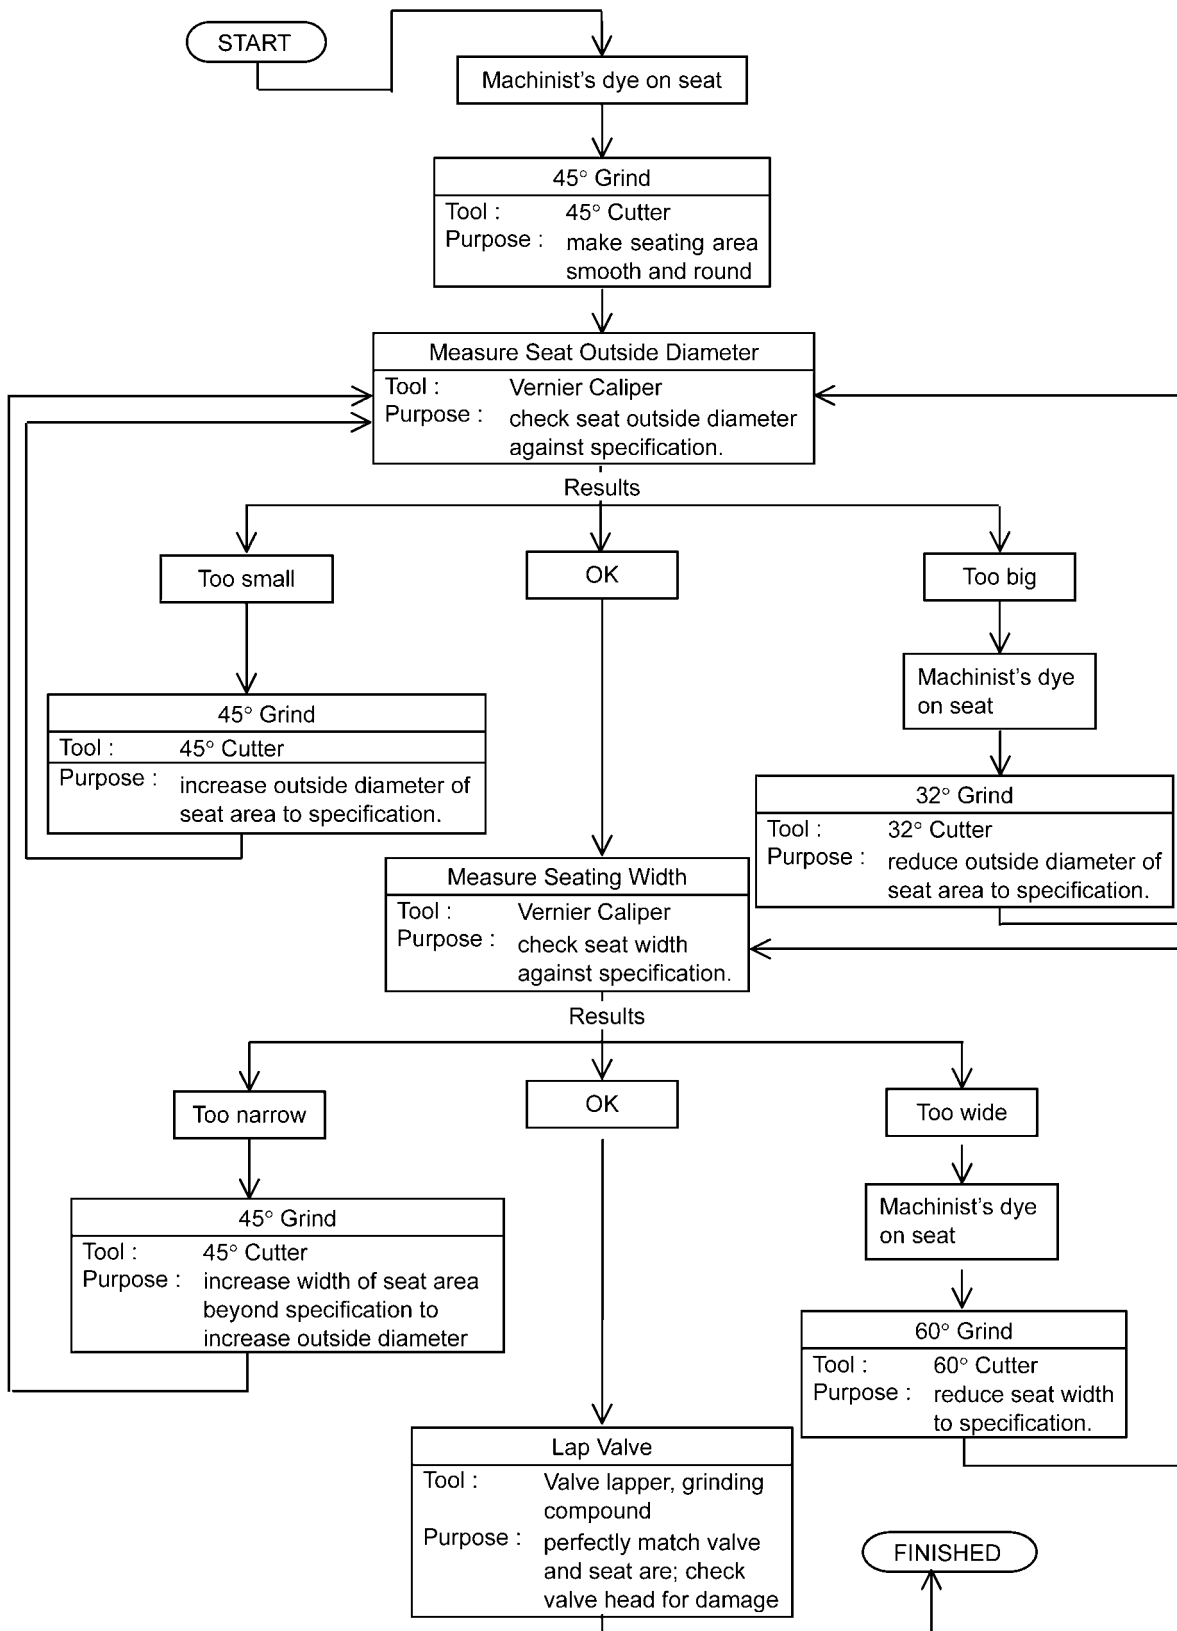 START
Machinist's dye on seat
45° Grind
Tool : 45° Cutter
Purpose : make seating area
smooth and round
Measure Seat Outside Diameter
Tool : Vernier Caliper
Purpose : check seat outside diameter
against specification.
Results
Too small
OK
Too big
Machinist's dye
on seat
45° Grind
Tool : 45° Cutter
Purpose : increase outside diameter of
seat area to specification.
32° Grind
Tool : 32° Cutter
Purpose : reduce outside diameter of
seat area to specification.
Measure Seating Width
Tool : Vernier Caliper
Purpose : check seat width
against specification.
Results
Too narrow
OK
Too wide
Machinist's dye
on seat
45° Grind
Tool : 45° Cutter
Purpose : increase width of seat area
beyond specification to
increase outside diameter
60° Grind
Tool : 60° Cutter
Purpose : reduce seat width
to specification.
Lap Valve
Tool : Valve lapper, grinding
compound
Purpose : perfectly match valve
and seat are; check
valve head for damage
FINISHED